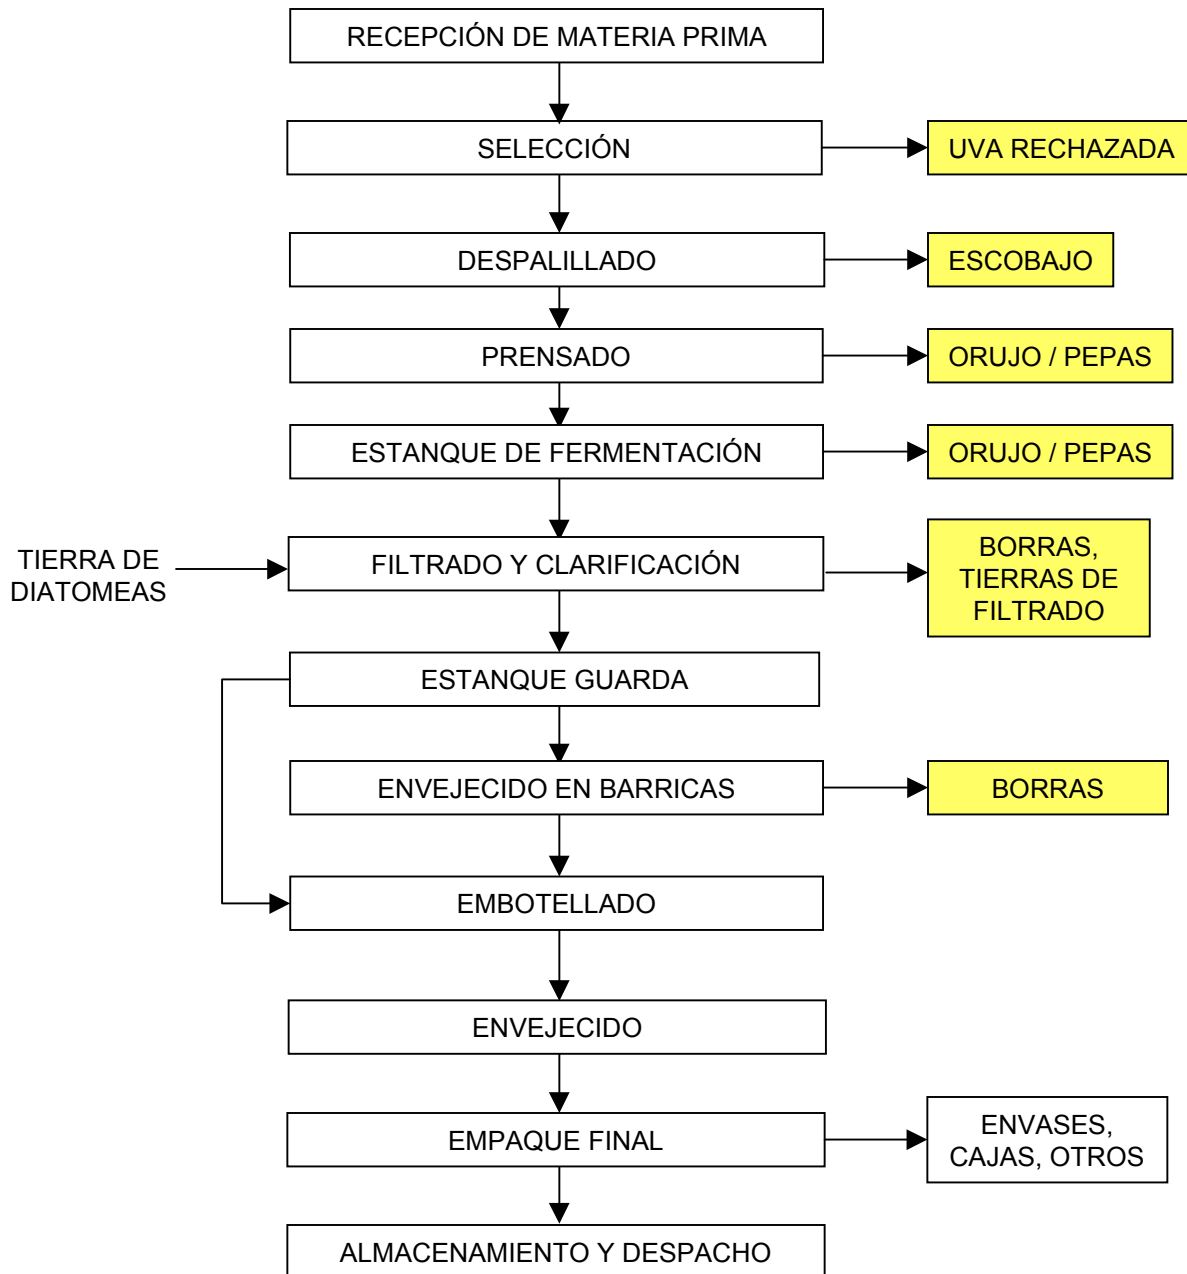 RECEPCIÓN DE MATERIA PRIMA
SELECCIÓN
UVA RECHAZADA
DESPALILLADO
ESCOBAJO
PRENSADO
ORUJO / PEPAS
ESTANQUE DE FERMENTACIÓN
ORUJO / PEPAS
TIERRA DE
DIATOMEAS
FILTRADO Y CLARIFICACIÓN
BORRAS,
TIERRAS DE
FILTRADO
ESTANQUE GUARDA
ENVEJECIDO EN BARRICAS
BORRAS
EMBOTELLADO
ENVEJECIDO
EMPAQUE FINAL
ENVASES,
CAJAS, OTROS
ALMACENAMIENTO Y DESPACHO